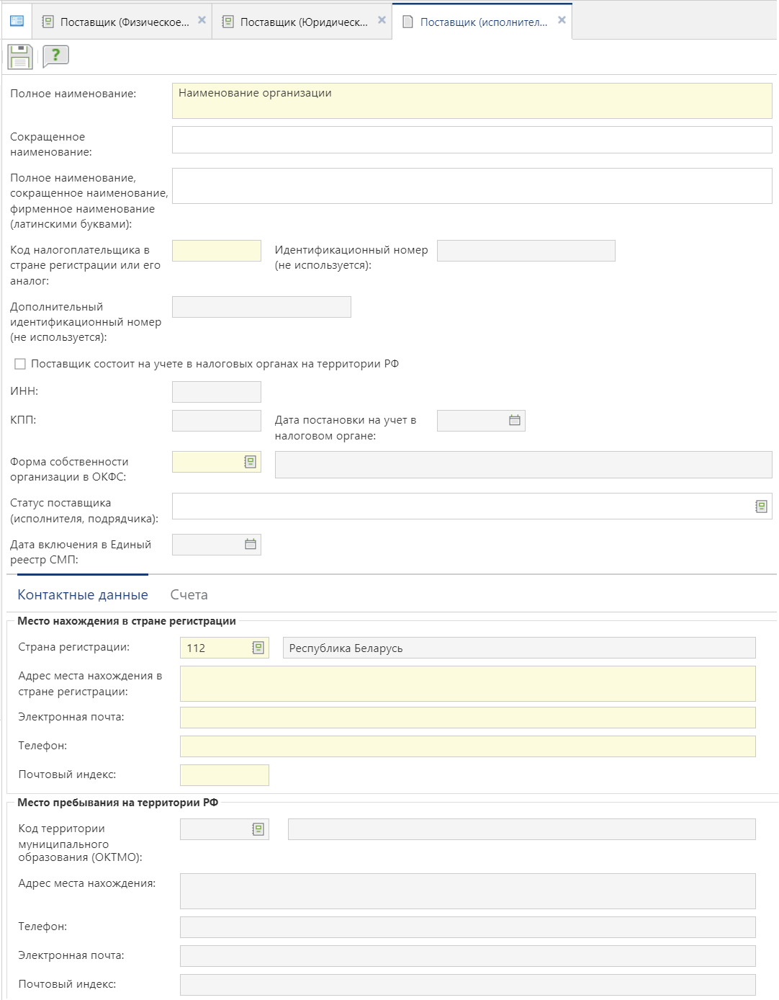 Поставщик (Физическое...
Поставщик (Юридическ...
Поставщик (исполнител...
?
Полное наименование:
Наименование организации
Сокращенное
наименование:
Полное наименование,
сокращенное наименование,
фирменное наименование
(латинскими буквами):
Код налогоплательщика в
стране регистрации или его
аналог:
Идентификационный номер
(не используется):
Дополнительный
идентификационный номер
(не используется):
Поставщик состоит на учете в налоговых органах на территории РФ
ИНН:
КПП:
Дата постановки на учет в
налоговом органе:
Форма собственности
организации в ОКФС:
Статус поставщика
(исполнителя, подрядчика):
Дата включения в Единый
реестр СМП:
Контактные данные
Счета
Место нахождения в стране регистрации
Страна регистрации:
112
Республика Беларусь
Адрес места нахождения в
стране регистрации:
Электронная почта:
Телефон:
Почтовый индекс:
Место пребывания на территории РФ
Код территории
муниципального
образования (ОКТМО):
Адрес места нахождения:
Телефон:
Электронная почта:
Почтовый индекс: